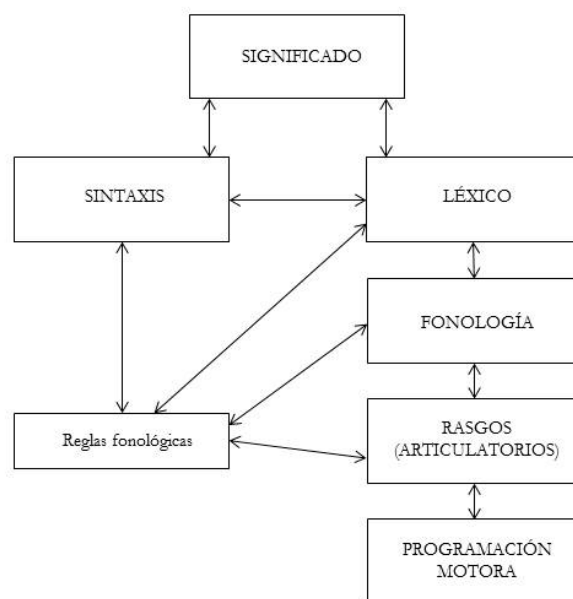 SIGNIFICADO
SINTAXIS
LÉXICO
FONOLOGÍA
Reglas fonológicas
RASGOS
(ARTICULATORIOS)
PROGRAMACIÓN
MOTORA